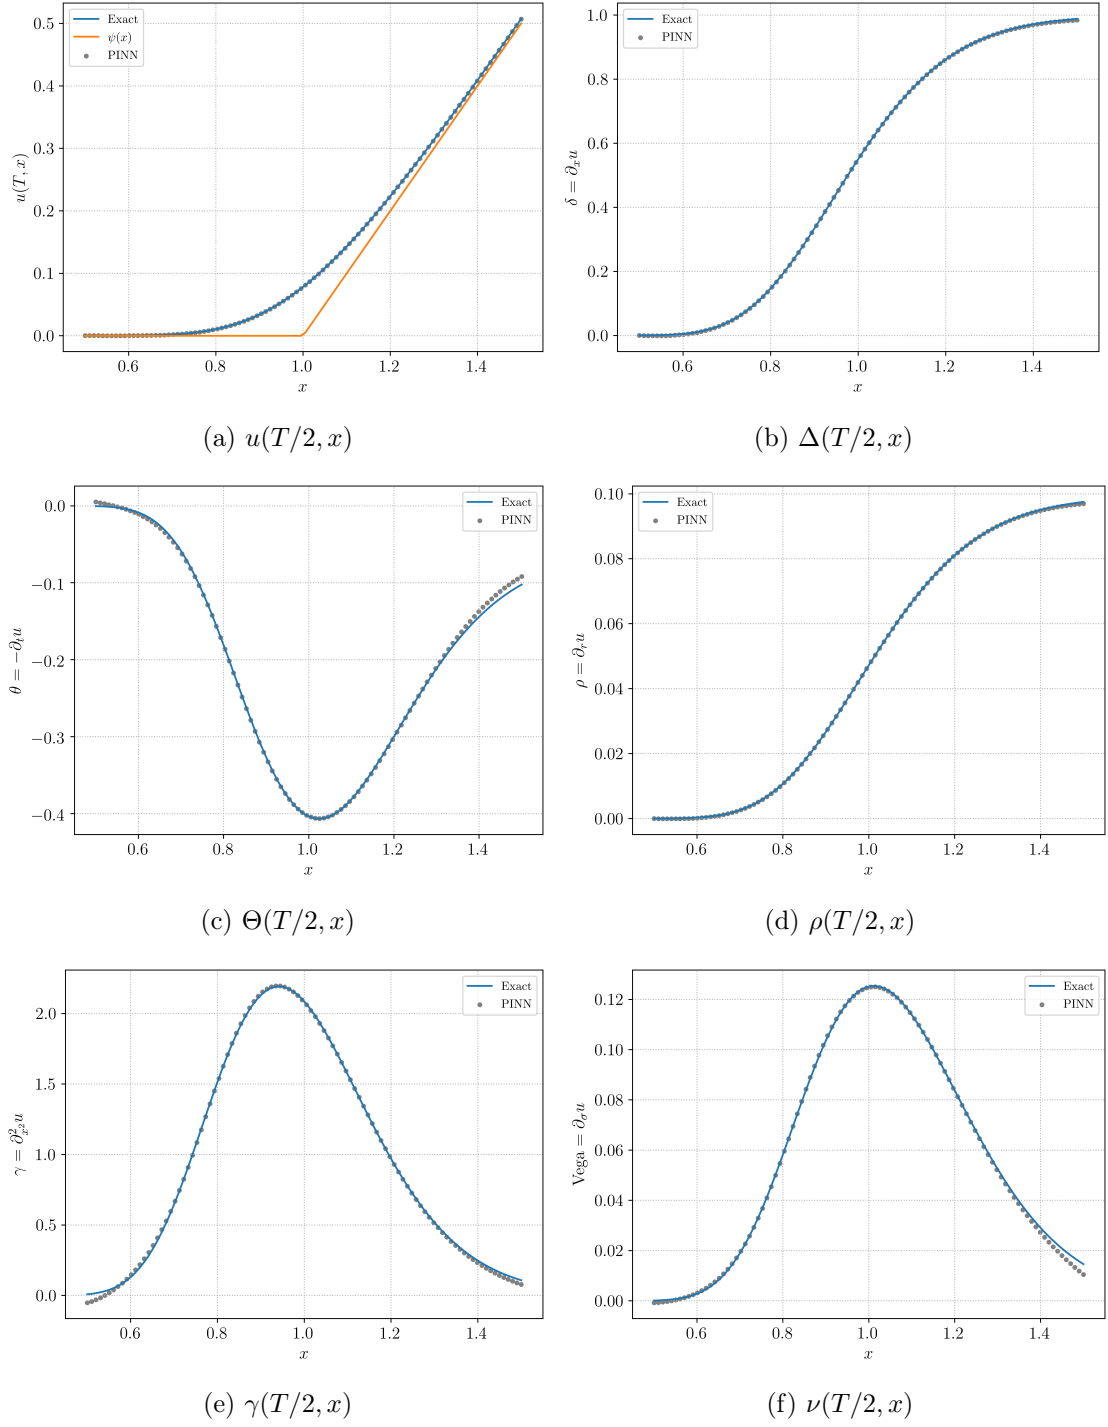 Exact
ψ(x)
PINN
0.5
0.4
0.3
0.2
0.1
0.0
u(T, x)
0.6 0.8 1.0 1.2 1.4
x
(a) u(T/2, x)
Exact
PINN
1.0
0.8
0.6
0.4
0.2
0.0
δ = ∂ₓu
0.6 0.8 1.0 1.2 1.4
x
(b) Δ(T/2, x)
Exact
PINN
0.0
−0.1
−0.2
−0.3
−0.4
θ = −∂ₜu
0.6 0.8 1.0 1.2 1.4
x
(c) Θ(T/2, x)
Exact
PINN
0.10
0.08
0.06
0.04
0.02
0.00
ρ = ∂ᵣu
0.6 0.8 1.0 1.2 1.4
x
(d) ρ(T/2, x)
Exact
PINN
2.0
1.5
1.0
0.5
0.0
γ = ∂²_{x²}u
0.6 0.8 1.0 1.2 1.4
x
(e) γ(T/2, x)
Exact
PINN
0.12
0.10
0.08
0.06
0.04
0.02
0.00
Vega = ∂_σu
0.6 0.8 1.0 1.2 1.4
x
(f) ν(T/2, x)